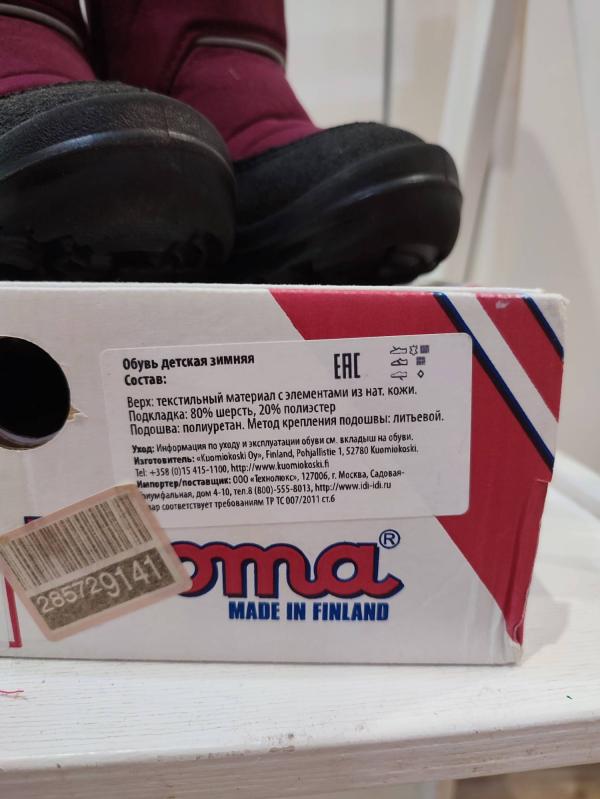 Обувь детская зимняя
Состав:
EAC
Верх: текстильный материал с элементами из нат. кожи.
Подкладка: 80% шерсть, 20% полиэстер
Подошва: полиуретан. Метод крепления подошвы: литьевой.
Уход: Информация по уходу и эксплуатации обуви см. вкладыш на обуви.
Изготовитель: «Kuomiokoski Oy», Finland, Pohjallistie 1, 52780 Kuomiokoski.
Tel: +358 (0)15 415-1100, http://www.kuomiokoski.fi
Импортер/поставщик: ООО «Технолюкс», 127006, г. Москва, Садовая-
риумфальная, дом 4-10, тел.8 (800)-555-8013, http://www.idi-idi.ru
вар соответствует требованиям ТР ТС 007/2011 ст.6
285729141
oma®
MADE IN FINLAND